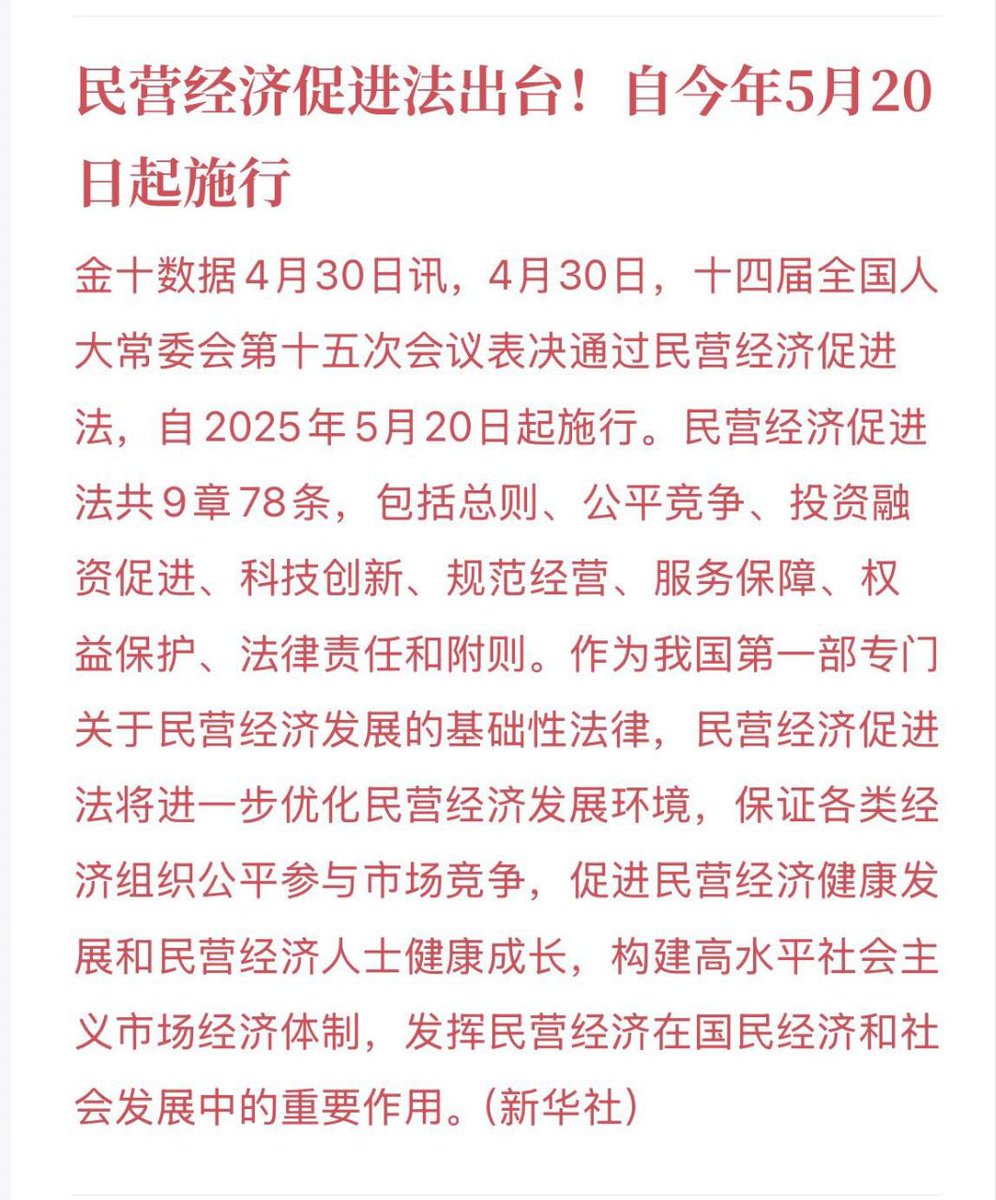 民营经济促进法出台！自今年5月20
日起施行
金十数据4月30日讯，4月30日，十四届全国人
大常委会第十五次会议表决通过民营经济促进
法，自2025年5月20日起施行。民营经济促进
法共9章78条，包括总则、公平竞争、投资融
资促进、科技创新、规范经营、服务保障、权
益保护、法律责任和附则。作为我国第一部专门
关于民营经济发展的基础性法律，民营经济促进
法将进一步优化民营经济发展环境，保证各类经
济组织公平参与市场竞争，促进民营经济健康发
展和民营经济人士健康成长，构建高水平社会主
义市场经济体制，发挥民营经济在国民经济和社
会发展中的重要作用。（新华社）